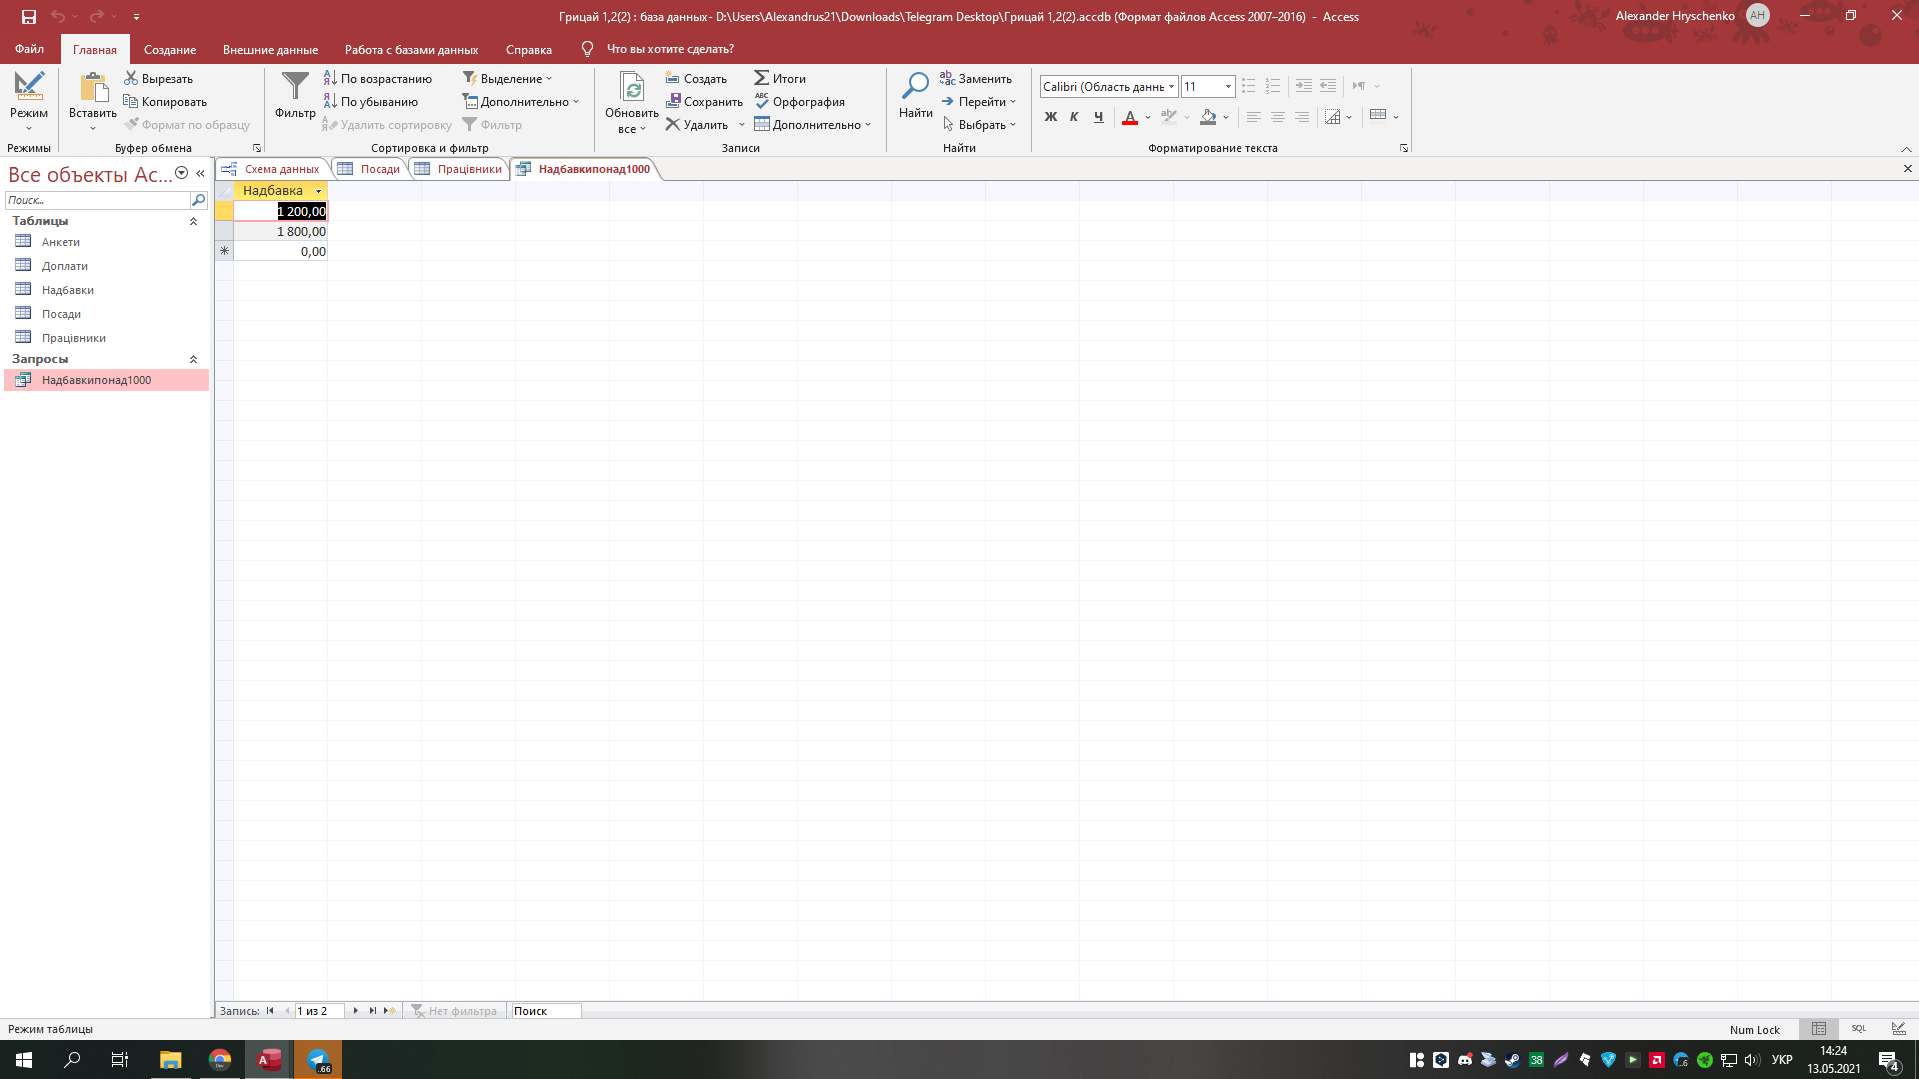 Грицай 1,2(2) : база данных- D:\Users\Alexandrus21\Downloads\Telegram Desktop\Грицай 1,2(2).accdb (Формат файлов Access 2007–2016) - Access
Alexander Hryschenko
AH
Файл
Главная
Создание
Внешние данные
Работа с базами данных
Справка
Что вы хотите сделать?
Режим
Режимы
Вставить
Вырезать
Копировать
Формат по образцу
Буфер обмена
Фильтр
По возрастанию
По убыванию
Удалить сортировку
Выделение
Дополнительно
Фильтр
Сортировка и фильтр
Обновить
все
Создать
Сохранить
Удалить
Итоги
Орфография
Дополнительно
Записи
Найти
Заменить
Перейти
Выбрать
Найти
Calibri (Область данны
11
Ж К Ч
Форматирование текста
Все объекты Ac...
Поиск...
Таблицы
Анкети
Доплати
Надбавки
Посади
Працівники
Запросы
Надбавкипонад1000
Схема данных
Посади
Працівники
Надбавкипонад1000
Надбавка
1 200,00
1 800,00
0,00
Запись:
1 из 2
Нет фильтра
Поиск
Режим таблицы
Num Lock
SQL
.66
38
УКР
14:24
13.05.2021
4